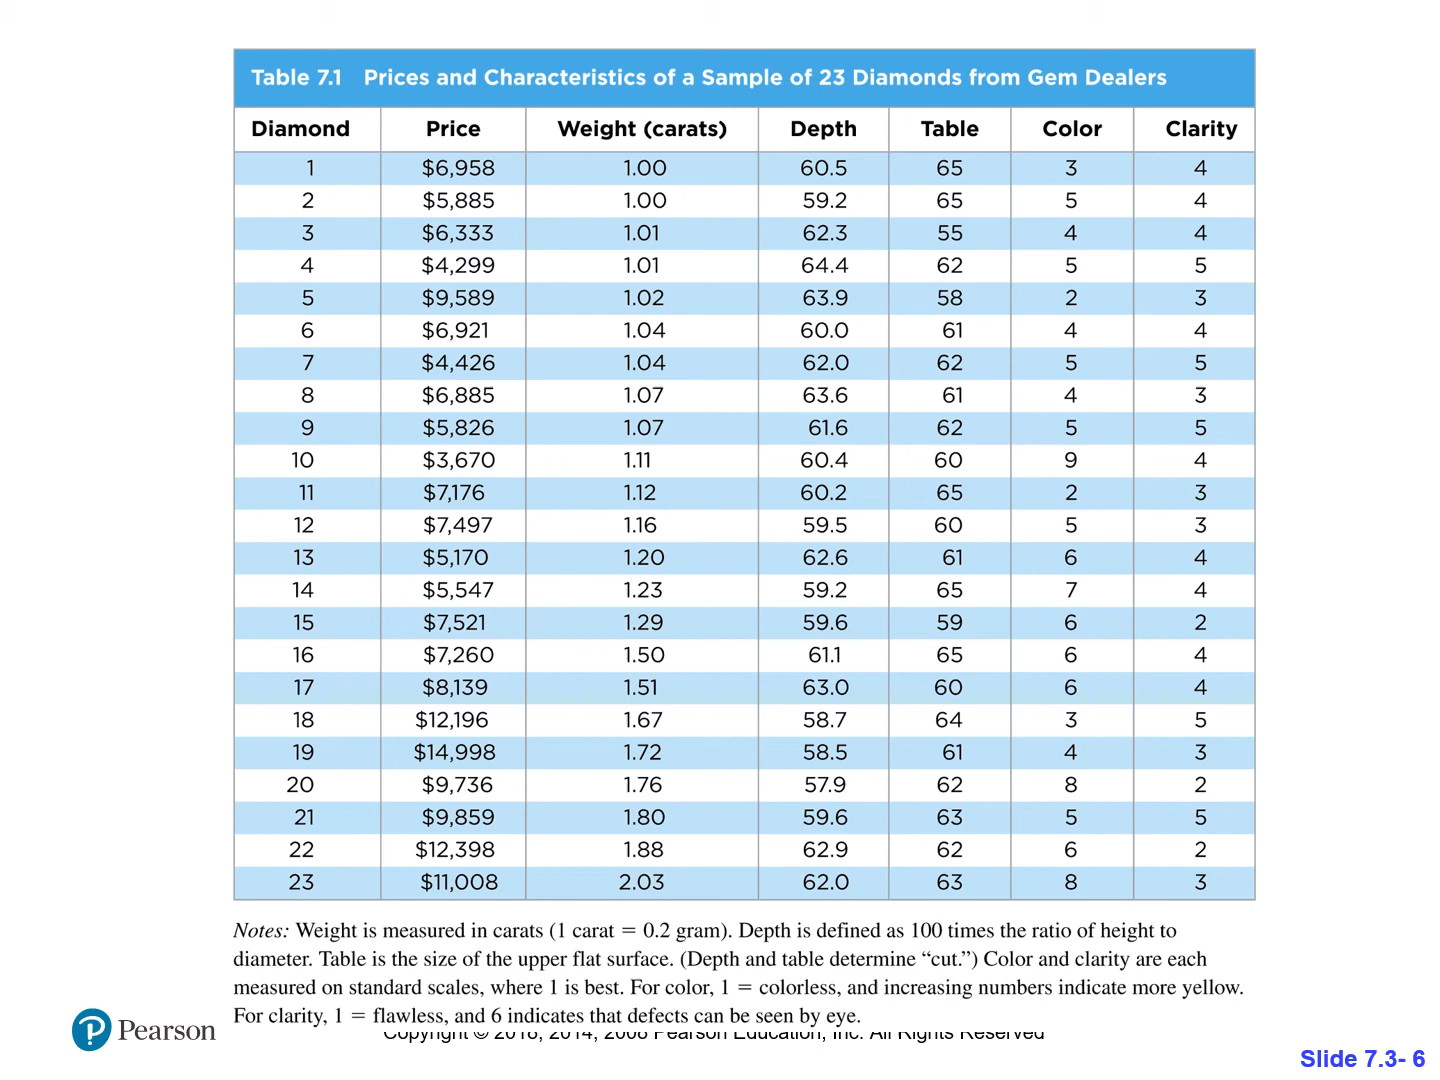 Table 7.1 Prices and Characteristics of a Sample of 23 Diamonds from Gem Dealers
Diamond Price Weight (carats) Depth Table Color Clarity
1 $6,958 1.00 60.5 65 3 4
2 $5,885 1.00 59.2 65 5 4
3 $6,333 1.01 62.3 55 4 4
4 $4,299 1.01 64.4 62 5 5
5 $9,589 1.02 63.9 58 2 3
6 $6,921 1.04 60.0 61 4 4
7 $4,426 1.04 62.0 62 5 5
8 $6,885 1.07 63.6 61 4 3
9 $5,826 1.07 61.6 62 5 5
10 $3,670 1.11 60.4 60 9 4
11 $7,176 1.12 60.2 65 2 3
12 $7,497 1.16 59.5 60 5 3
13 $5,170 1.20 62.6 61 6 4
14 $5,547 1.23 59.2 65 7 4
15 $7,521 1.29 59.6 59 6 2
16 $7,260 1.50 61.1 65 6 4
17 $8,139 1.51 63.0 60 6 4
18 $12,196 1.67 58.7 64 3 5
19 $14,998 1.72 58.5 61 4 3
20 $9,736 1.76 57.9 62 8 2
21 $9,859 1.80 59.6 63 5 5
22 $12,398 1.88 62.9 62 6 2
23 $11,008 2.03 62.0 63 8 3
Notes: Weight is measured in carats (1 carat = 0.2 gram). Depth is defined as 100 times the ratio of height to
diameter. Table is the size of the upper flat surface. (Depth and table determine “cut.”) Color and clarity are each
measured on standard scales, where 1 is best. For color, 1 = colorless, and increasing numbers indicate more yellow.
For clarity, 1 = flawless, and 6 indicates that defects can be seen by eye.
P Pearson
Copyright © 2018, 2014, 2008 Pearson Education, Inc. All Rights Reserved
Slide 7.3- 6